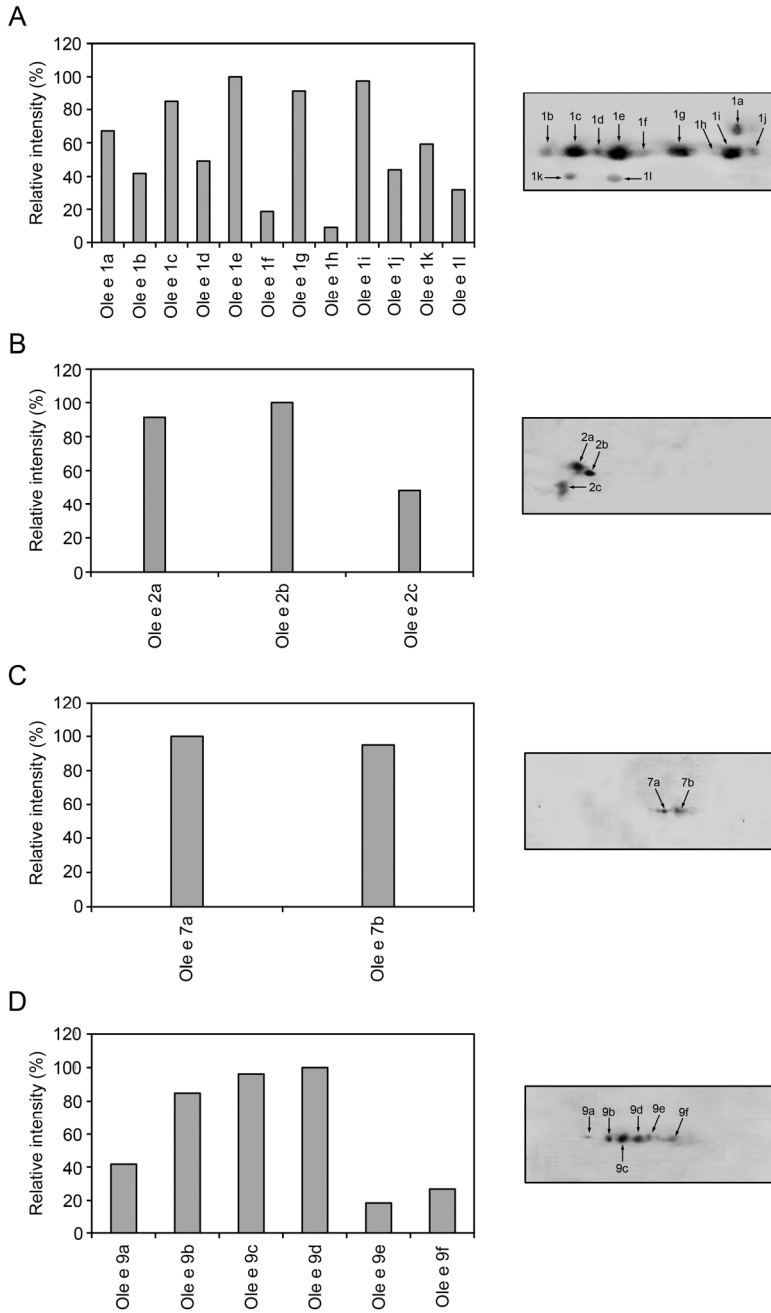 A
Relative intensity (%)
120
100
80
60
40
20
0
Ole e 1a
Ole e 1b
Ole e 1c
Ole e 1d
Ole e 1e
Ole e 1f
Ole e 1g
Ole e 1h
Ole e 1i
Ole e 1j
Ole e 1k
Ole e 1l
1a
1b 1c 1d 1e 1f 1g 1h 1i 1j
1k 1l
B
Relative intensity (%)
120
100
80
60
40
20
0
Ole e 2a
Ole e 2b
Ole e 2c
2a
2b
2c
C
Relative intensity (%)
120
100
80
60
40
20
0
Ole e 7a
Ole e 7b
7a 7b
D
Relative intensity (%)
120
100
80
60
40
20
0
Ole e 9a
Ole e 9b
Ole e 9c
Ole e 9d
Ole e 9e
Ole e 9f
9a 9b 9d 9e 9f
9c